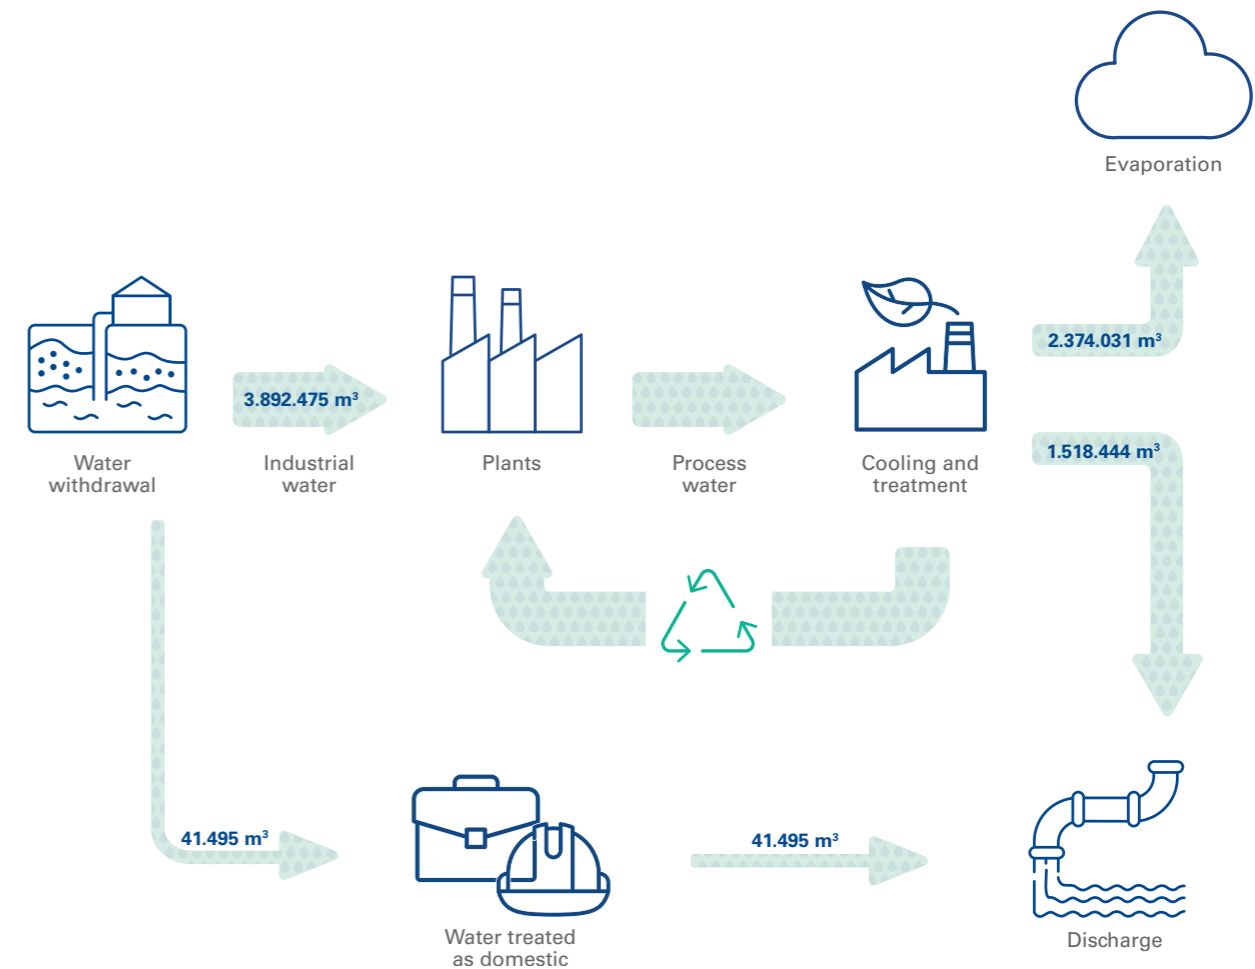 Evaporation
2.374.031 m³
3.892.475 m³
1.518.444 m³
Water
withdrawal
Industrial
water
Plants
Process
water
Cooling and
treatment
41.495 m³
41.495 m³
Water treated
as domestic
Discharge